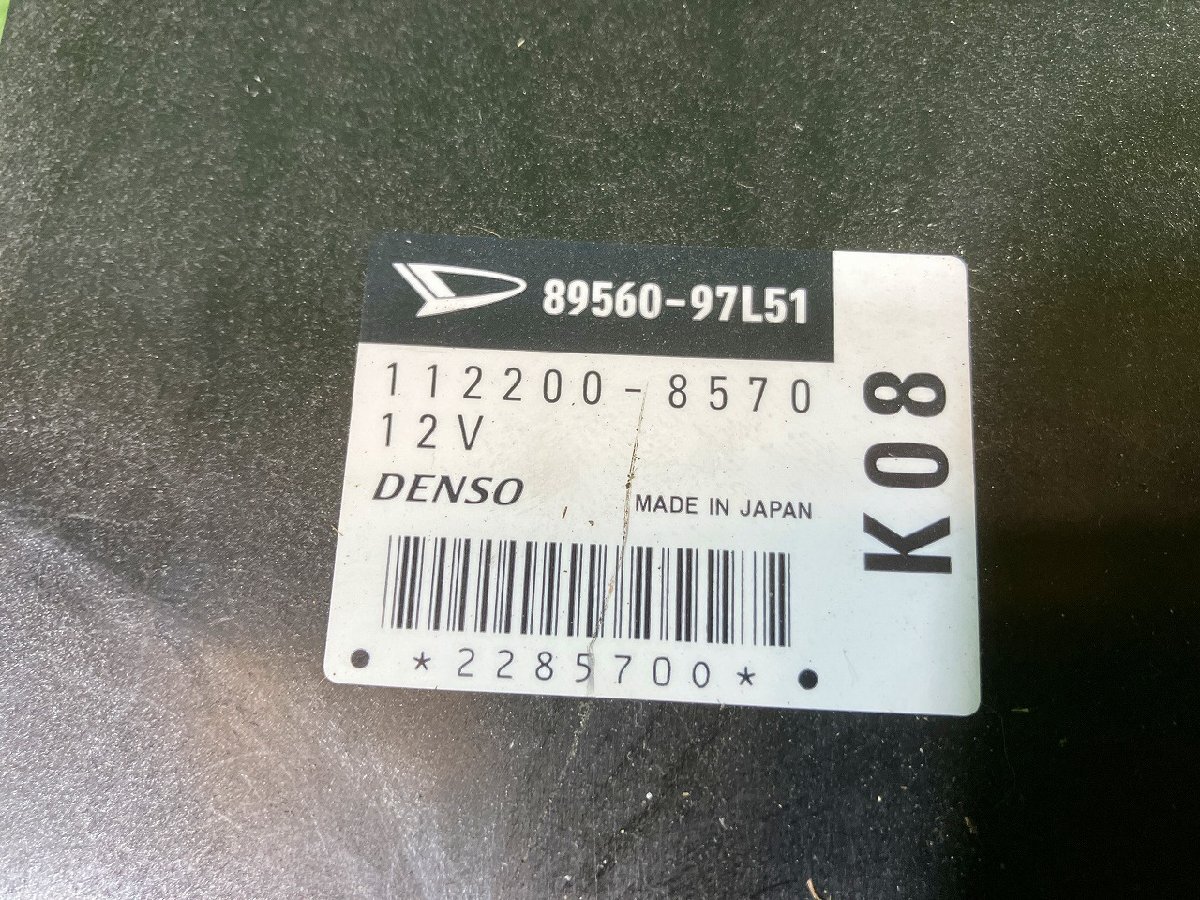 89560-97L51
112200-8570
12V
DENSO
MADE IN JAPAN
*2285700*
K08